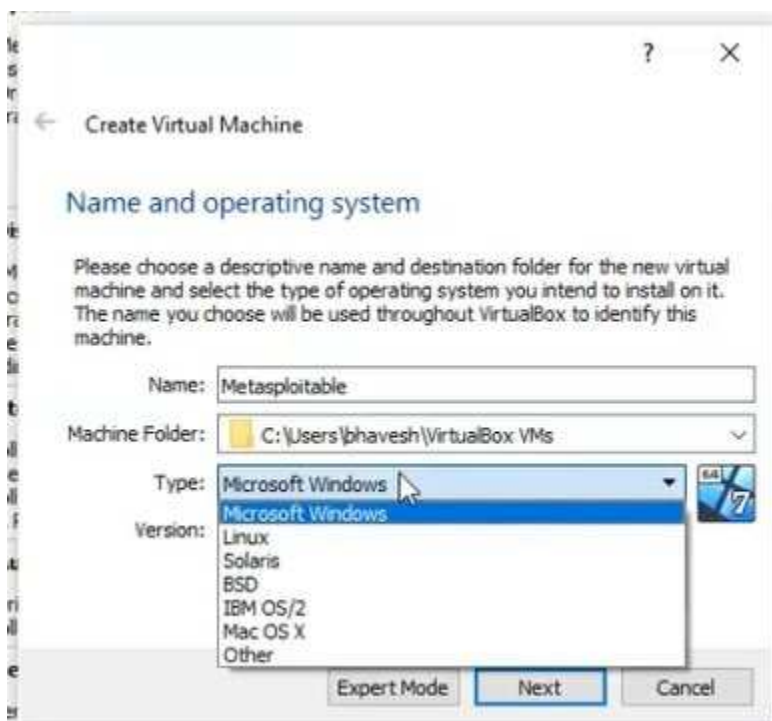 ?
Create Virtual Machine
Name and operating system
Please choose a descriptive name and destination folder for the new virtual
machine and select the type of operating system you intend to install on it.
The name you choose will be used throughout VirtualBox to identify this
machine.
Name: Metasploitable
Machine Folder: C:\Users\bhavesh\VirtualBox VMs
Type: Microsoft Windows
64
7
Microsoft Windows
Version:
Linux
Solaris
BSD
IBM OS/2
Mac OS X
Other
Expert Mode Next Cancel